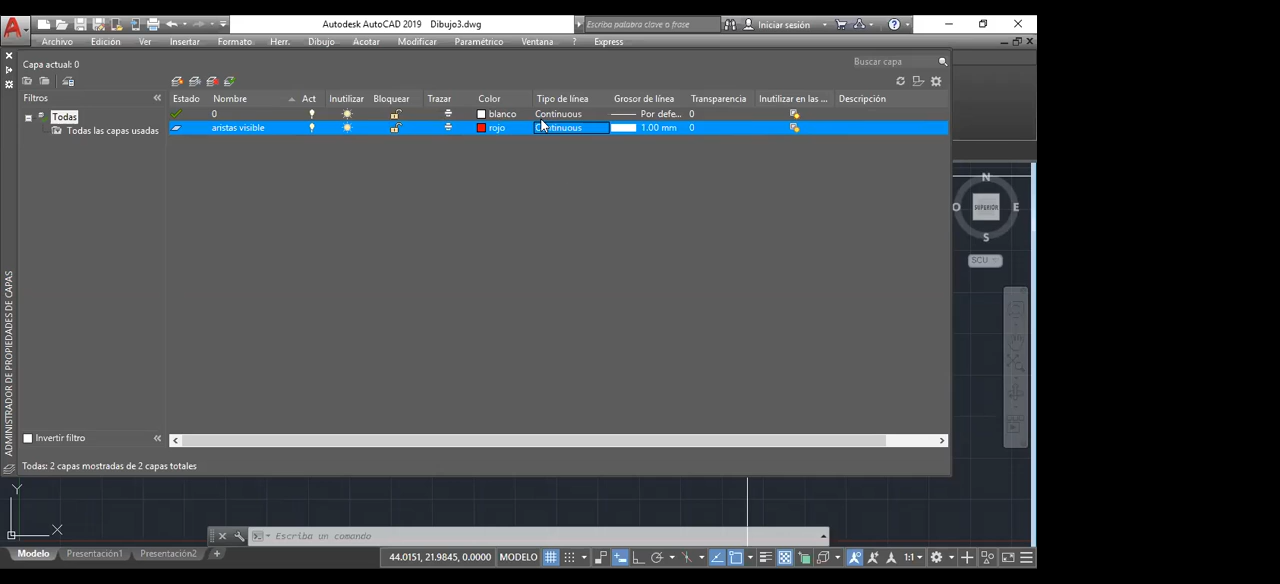 Autodesk AutoCAD 2019 Dibujo3.dwg Escriba palabra clave o frase Iniciar sesión ?
Archivo Edición Ver Insertar Formato Herr. Dibujo Acotar Modificar Paramétrico Ventana ? Express
Capa actual: 0 Buscar capa
Filtros Estado Nombre Act Inutilizar Bloquear Trazar Color Tipo de línea Grosor de línea Transparencia Inutilizar en las ... Descripción
Todas 0 blanco Continuous Por defe... 0
Todas las capas usadas aristas visible rojo Continuous 1.00 mm 0
N
O SUPERIOR E
S
SCU
ADMINISTRADOR DE PROPIEDADES DE CAPAS
Invertir filtro
Todas: 2 capas mostradas de 2 capas totales
Y
X
Escriba un comando
Modelo Presentación1 Presentación2 + 44.0151, 21.9845, 0.0000 MODELO 1:1